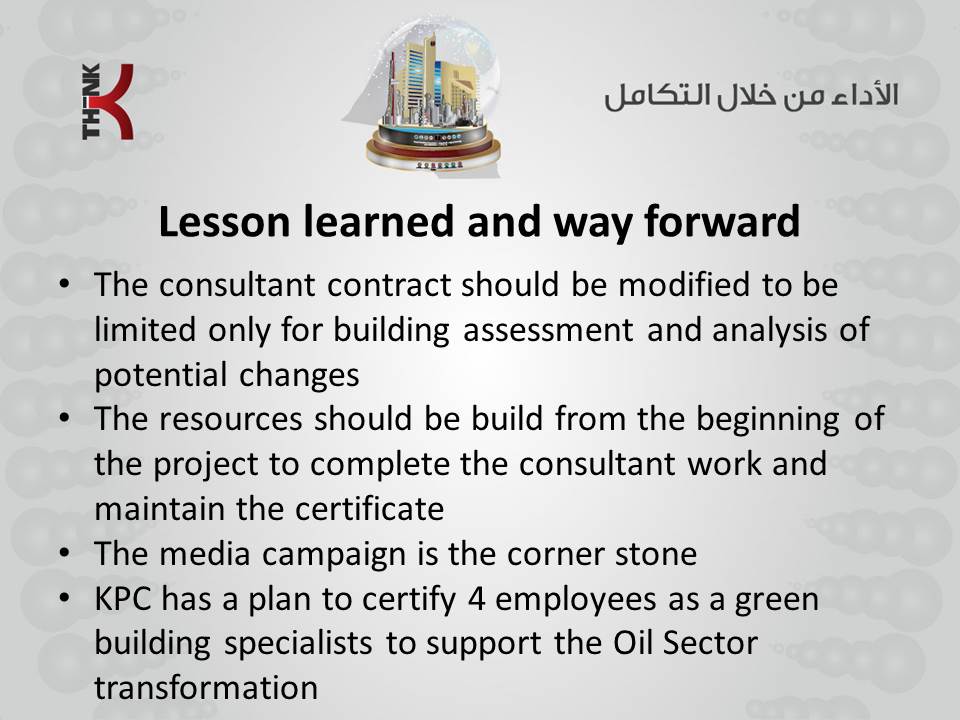 TH-NK
الأداء من خلال التكامل
Lesson learned and way forward
• The consultant contract should be modified to be
limited only for building assessment and analysis of
potential changes
• The resources should be build from the beginning of
the project to complete the consultant work and
maintain the certificate
• The media campaign is the corner stone
• KPC has a plan to certify 4 employees as a green
building specialists to support the Oil Sector
transformation